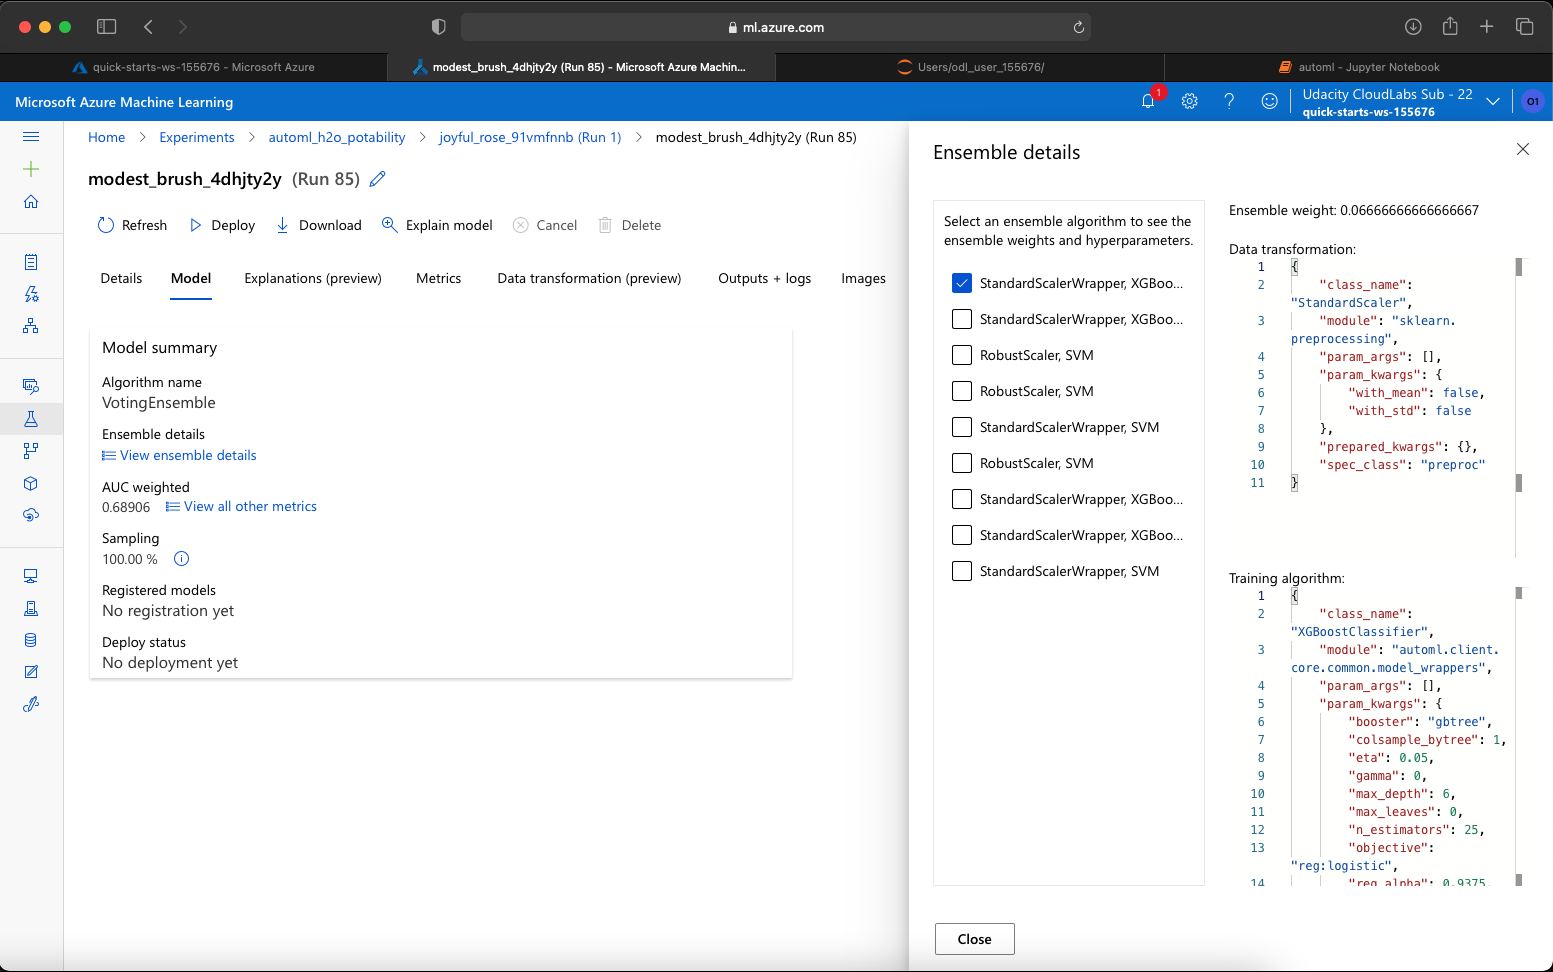 ml.azure.com
quick-starts-ws-155676 - Microsoft Azure
modest_brush_4dhjty2y (Run 85) - Microsoft Azure Machin...
Users/odl_user_155676/
automl - Jupyter Notebook
Microsoft Azure Machine Learning
1
Udacity CloudLabs Sub - 22
quick-starts-ws-155676
O1
Home > Experiments > automl_h2o_potability > joyful_rose_91vmfnnb (Run 1) > modest_brush_4dhjty2y (Run 85)
modest_brush_4dhjty2y (Run 85)
Refresh Deploy Download Explain model Cancel Delete
Details Model Explanations (preview) Metrics Data transformation (preview) Outputs + logs Images
Model summary
Algorithm name
VotingEnsemble
Ensemble details
View ensemble details
AUC weighted
0.68906 View all other metrics
Sampling
100.00 %
Registered models
No registration yet
Deploy status
No deployment yet
Ensemble details
Select an ensemble algorithm to see the
ensemble weights and hyperparameters.
StandardScalerWrapper, XGBoo...
StandardScalerWrapper, XGBoo...
RobustScaler, SVM
RobustScaler, SVM
StandardScalerWrapper, SVM
RobustScaler, SVM
StandardScalerWrapper, XGBoo...
StandardScalerWrapper, XGBoo...
StandardScalerWrapper, SVM
Ensemble weight: 0.06666666666666667
Data transformation:
1 {
2 "class_name":
"StandardScaler",
3 "module": "sklearn.
preprocessing",
4 "param_args": [],
5 "param_kwargs": {
6 "with_mean": false,
7 "with_std": false
8 },
9 "prepared_kwargs": {},
10 "spec_class": "preproc"
11 }
Training algorithm:
1 {
2 "class_name":
"XGBoostClassifier",
3 "module": "automl.client.
core.common.model_wrappers",
4 "param_args": [],
5 "param_kwargs": {
6 "booster": "gbtree",
7 "colsample_bytree": 1,
8 "eta": 0.05,
9 "gamma": 0,
10 "max_depth": 6,
11 "max_leaves": 0,
12 "n_estimators": 25,
13 "objective":
"reg:logistic",
14 "reg_alpha": 0.9375,
Close